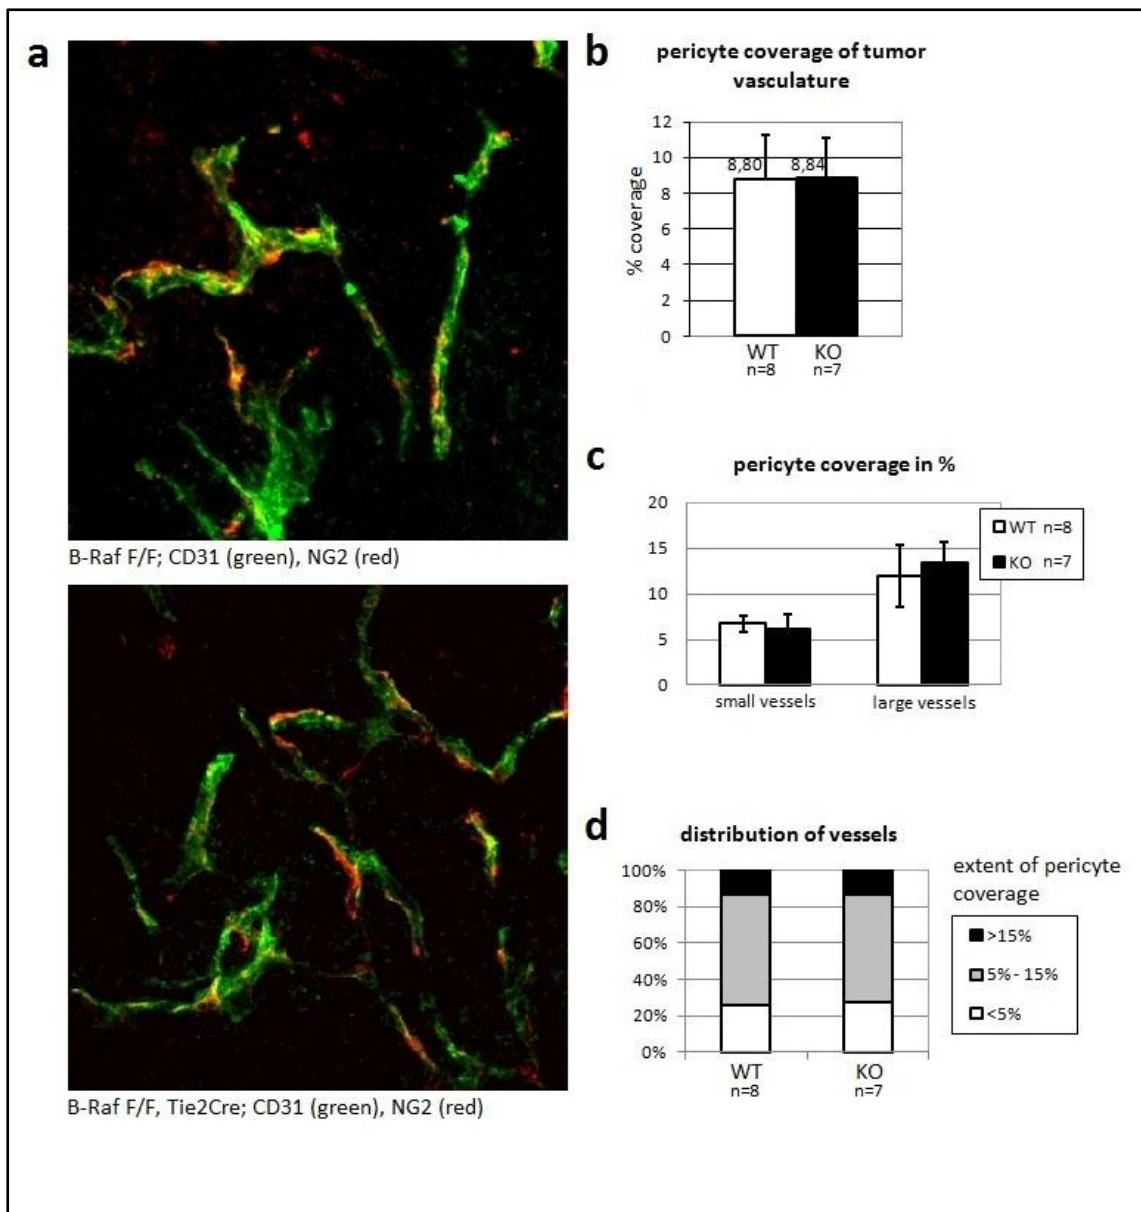 a
B-Raf F/F; CD31 (green), NG2 (red)
B-Raf F/F, Tie2Cre; CD31 (green), NG2 (red)
b
pericyte coverage of tumor
vasculature
% coverage
12
10
8
6
4
2
0
8,80
8,84
WT
n=8
KO
n=7
c
pericyte coverage in %
20
15
10
5
0
small vessels
large vessels
WT n=8
KO n=7
d
distribution of vessels
100%
80%
60%
40%
20%
0%
WT
n=8
KO
n=7
extent of pericyte
coverage
>15%
5% - 15%
<5%